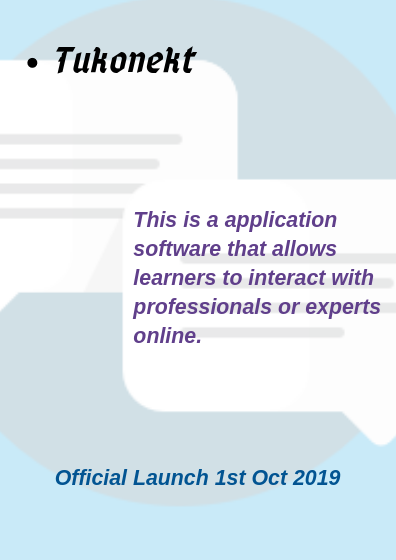 • Tukonekt
This is a application
software that allows
learners to interact with
professionals or experts
online.
Official Launch 1st Oct 2019